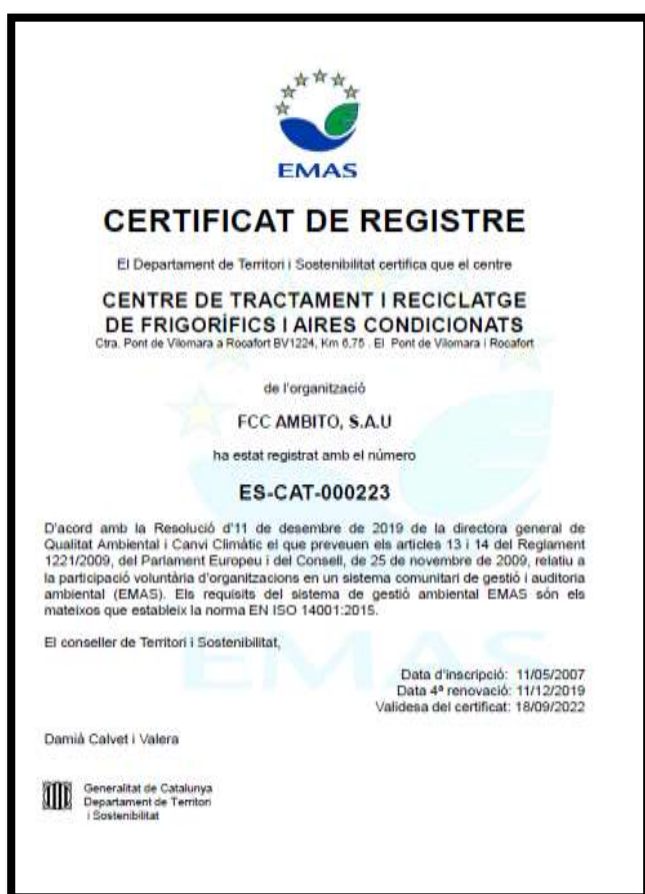 EMAS
CERTIFICAT DE REGISTRE
El Departament de Territori i Sostenibilitat certifica que el centre
CENTRE DE TRACTAMENT I RECICLATGE
DE FRIGORÍFICS I AIRES CONDICIONATS
Ctra. Pont de Vilomara a Rocafort BV1224, Km 6,75 . El Pont de Vilomara i Rocafort
de l'organització
FCC AMBITO, S.A.U
ha estat registrat amb el número
ES-CAT-000223
D'acord amb la Resolució d'11 de desembre de 2019 de la directora general de
Qualitat Ambiental i Canvi Climàtic el que preveuen els articles 13 i 14 del Reglament
1221/2009, del Parlament Europeu i del Consell, de 25 de novembre de 2009, relatiu a
la participació voluntària d'organitzacions en un sistema comunitari de gestió i auditoria
ambiental (EMAS). Els requisits del sistema de gestió ambiental EMAS són els
mateixos que estableix la norma EN ISO 14001:2015.
El conseller de Territori i Sostenibilitat,
EMAS
Data d'inscripció: 11/05/2007
Data 4ª renovació: 11/12/2019
Validesa del certificat: 18/09/2022
Damià Calvet i Valera
Generalitat de Catalunya
Departament de Territori
i Sostenibilitat